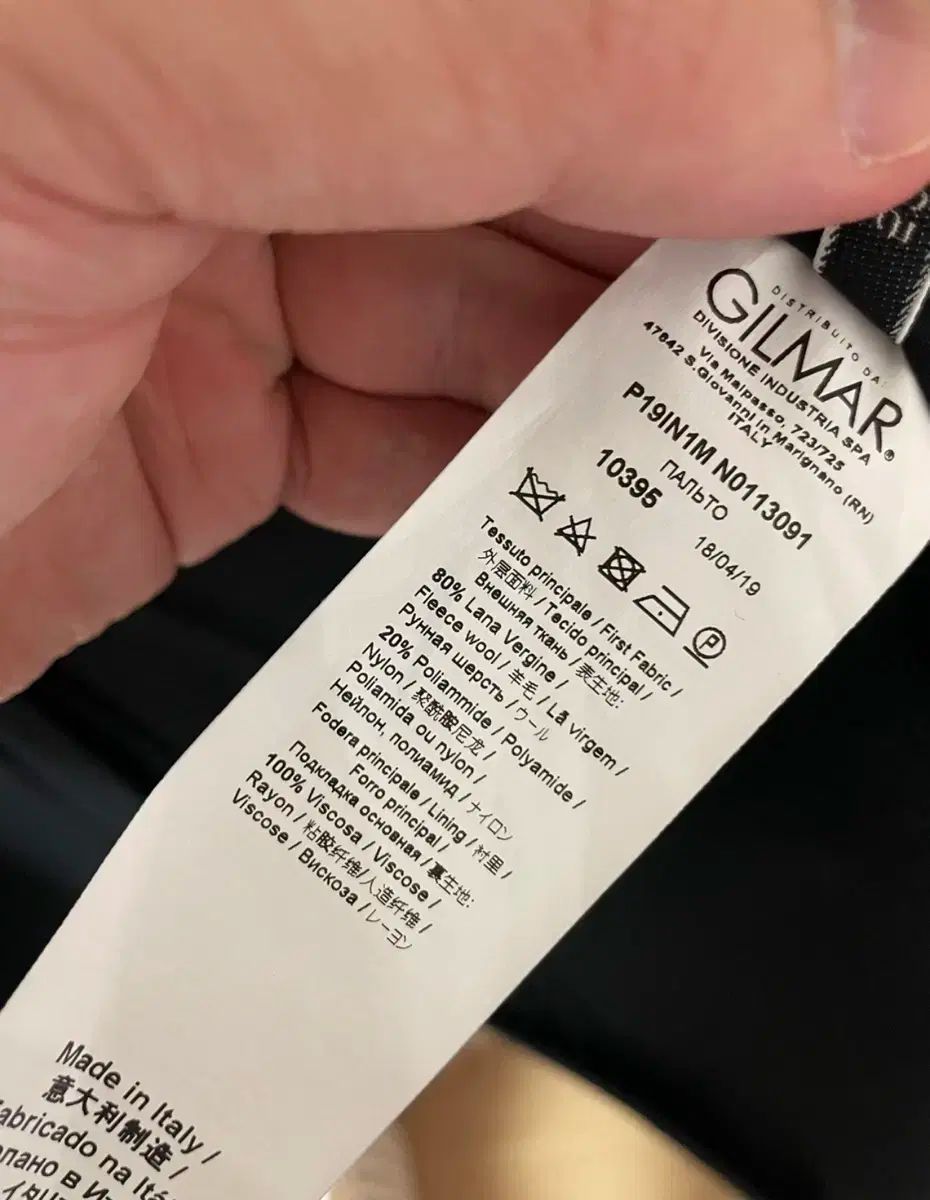 DISTRIBUITO DA:
GILMAR®
DIVISIONE INDUSTRIA SPA
Via Malpasso, 723/725
47842 S.Giovanni in Marignano (RN)
ITALY
P19IN1M N0113091
ПАЛЬТО
10395 18/04/19
P
Tessuto principale / First Fabric /
外层面料 / Tecido principal /
Внешняя ткань / 表生地:
80% Lana Vergine /
Fleece wool / 羊毛 / Lã virgem /
Рунная шерсть / ウール
20% Poliammide / Polyamide /
Nylon / 聚酰胺尼龙 /
Poliamida ou nylon /
Нейлон, полиамид / ナイロン
Fodera principale / Lining / 衬里 /
Forro principal /
Подкладка основная / 裏生地:
100% Viscosa / Viscose /
Rayon / 粘胶纤维/人造纤维 /
Viscose / Вискоза / レーヨン
Made in Italy /
意大利制造 /
Fabricado na Itá